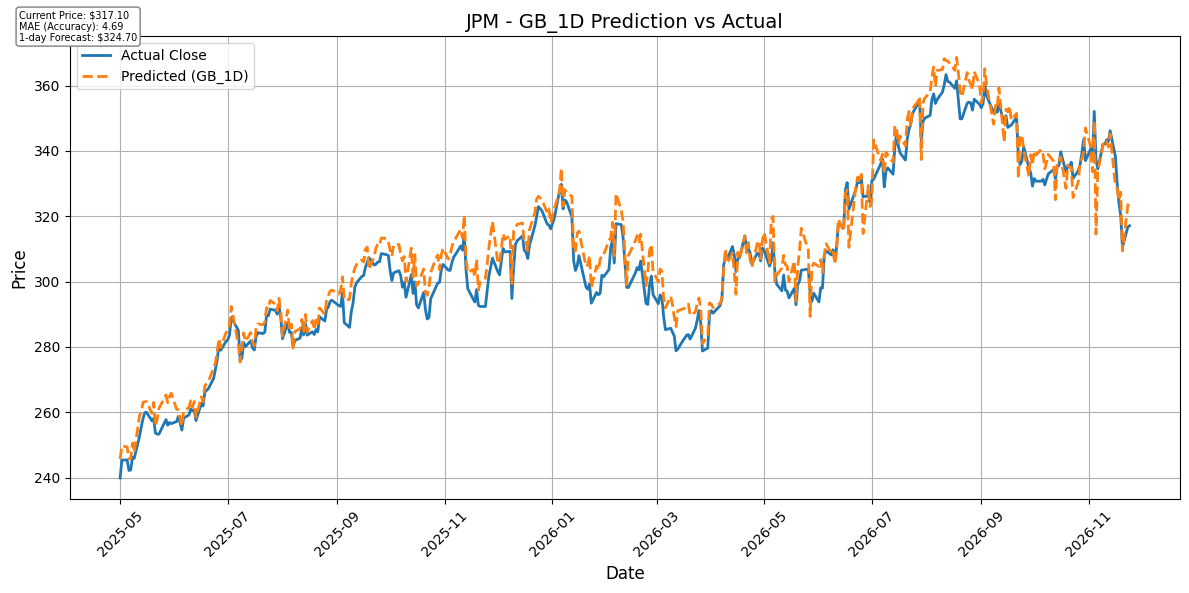 JPM - GB_1D Prediction vs Actual
Current Price: $317.10
MAE (Accuracy): 4.69
1-day Forecast: $324.70
Actual Close
Predicted (GB_1D)
Price
360
340
320
300
280
260
240
2025-05
2025-07
2025-09
2025-11
2026-01
2026-03
2026-05
2026-07
2026-09
2026-11
Date